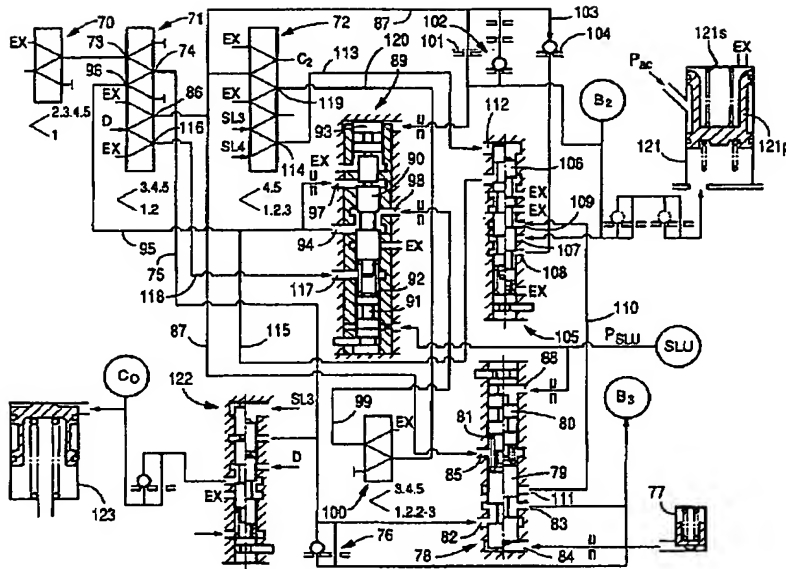 70
71
72
87
102
103
121s
EX
113
120
101
104
Pac
EX
73
74
EX
C2
89
B2
96
86
119
112
EX
EX
93
D
SL3
106
116
90
121
121p
EX
SL4
114
EX
98
EX
2.3.4.5
1
97
EX
109
3.4.5
1.2
4.5
1.2.3
94
EX
107
95
108
75
117
92
EX
118
91
110
87
115
105
PSLU
SLU
C0
122
88
SL3
99
EX
81
80
B3
D
79
85
EX
111
77
100
3.4.5
1.2.2-3
83
123
76
82
78
84